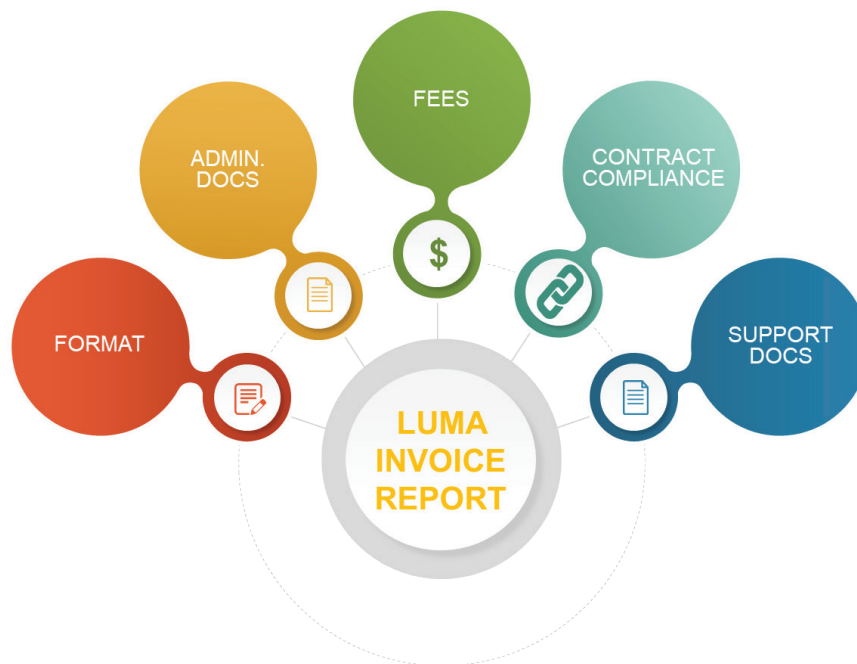 FEES
ADMIN.
DOCS
CONTRACT
COMPLIANCE
FORMAT
$
SUPPORT
DOCS
LUMA
INVOICE
REPORT